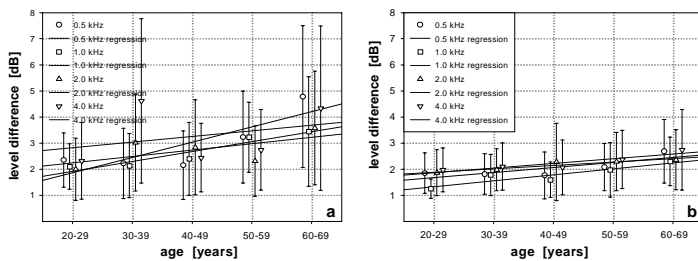 8
7
6
5
4
3
2
1
level difference [dB]
0.5 kHz
0.5 kHz regression
1.0 kHz
1.0 kHz regression
2.0 kHz
2.0 kHz regression
4.0 kHz
4.0 kHz regression
a
20-29 30-39 40-49 50-59 60-69
age [years]
8
7
6
5
4
3
2
1
level difference [dB]
0.5 kHz
0.5 kHz regression
1.0 kHz
1.0 kHz regression
2.0 kHz
2.0 kHz regression
4.0 kHz
4.0 kHz regression
b
20-29 30-39 40-49 50-59 60-69
age [years]